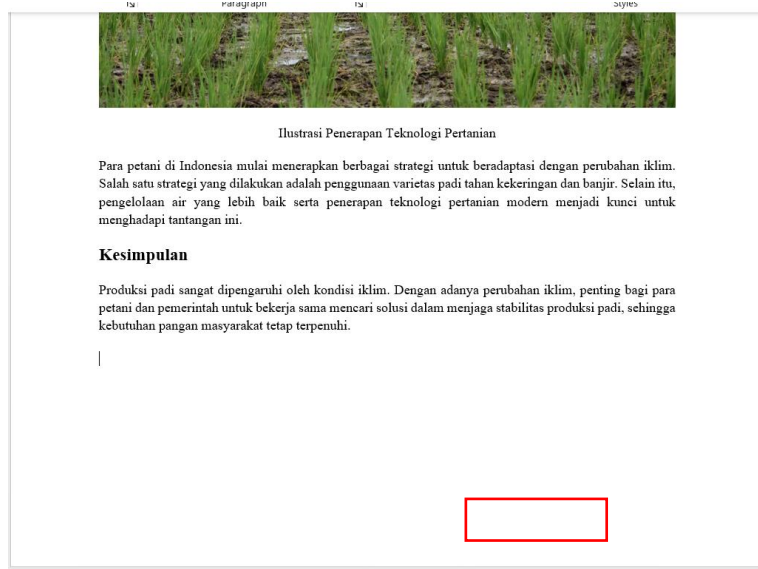 Paragraph
Styles
Ilustrasi Penerapan Teknologi Pertanian
Para petani di Indonesia mulai menerapkan berbagai strategi untuk beradaptasi dengan perubahan iklim.
Salah satu strategi yang dilakukan adalah penggunaan varietas padi tahan kekeringan dan banjir. Selain itu,
pengelolaan air yang lebih baik serta penerapan teknologi pertanian modern menjadi kunci untuk
menghadapi tantangan ini.
Kesimpulan
Produksi padi sangat dipengaruhi oleh kondisi iklim. Dengan adanya perubahan iklim, penting bagi para
petani dan pemerintah untuk bekerja sama mencari solusi dalam menjaga stabilitas produksi padi, sehingga
kebutuhan pangan masyarakat tetap terpenuhi.